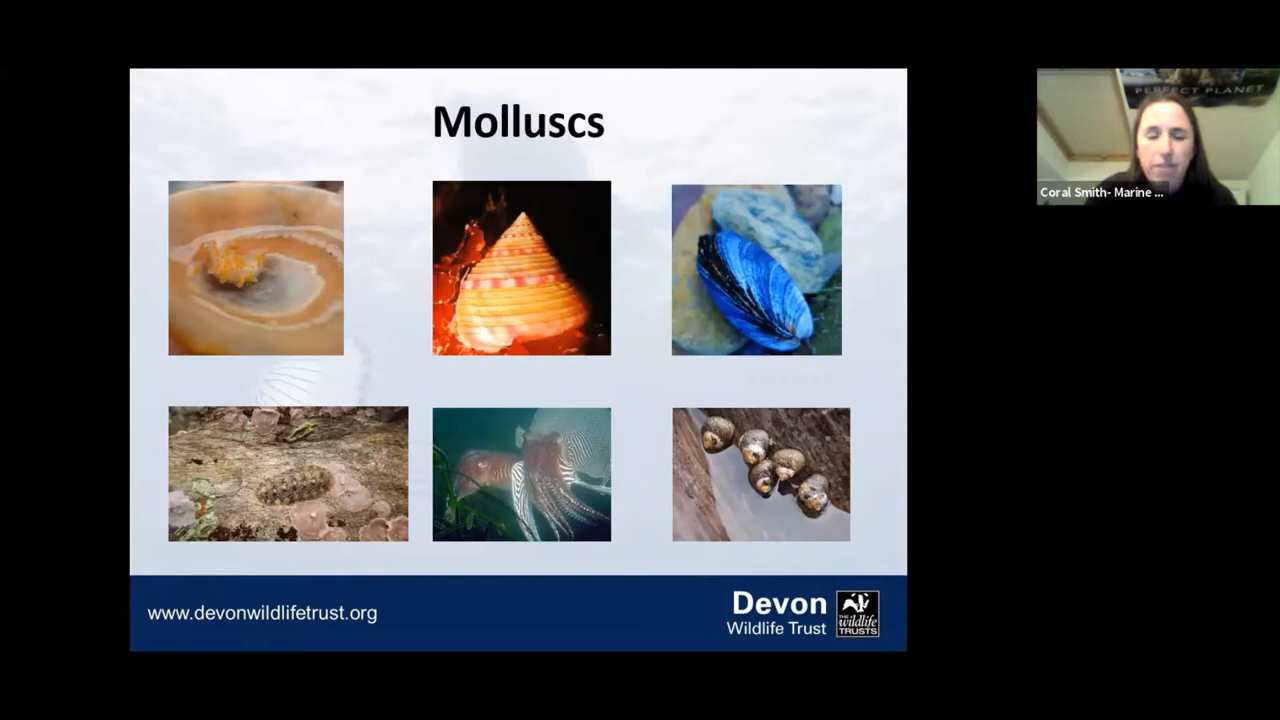 Molluscs
PERFECT PLANET
Coral Smith- Marine ...
www.devonwildlifetrust.org
Devon
Wildlife Trust
THE
wildlife
TRUSTS